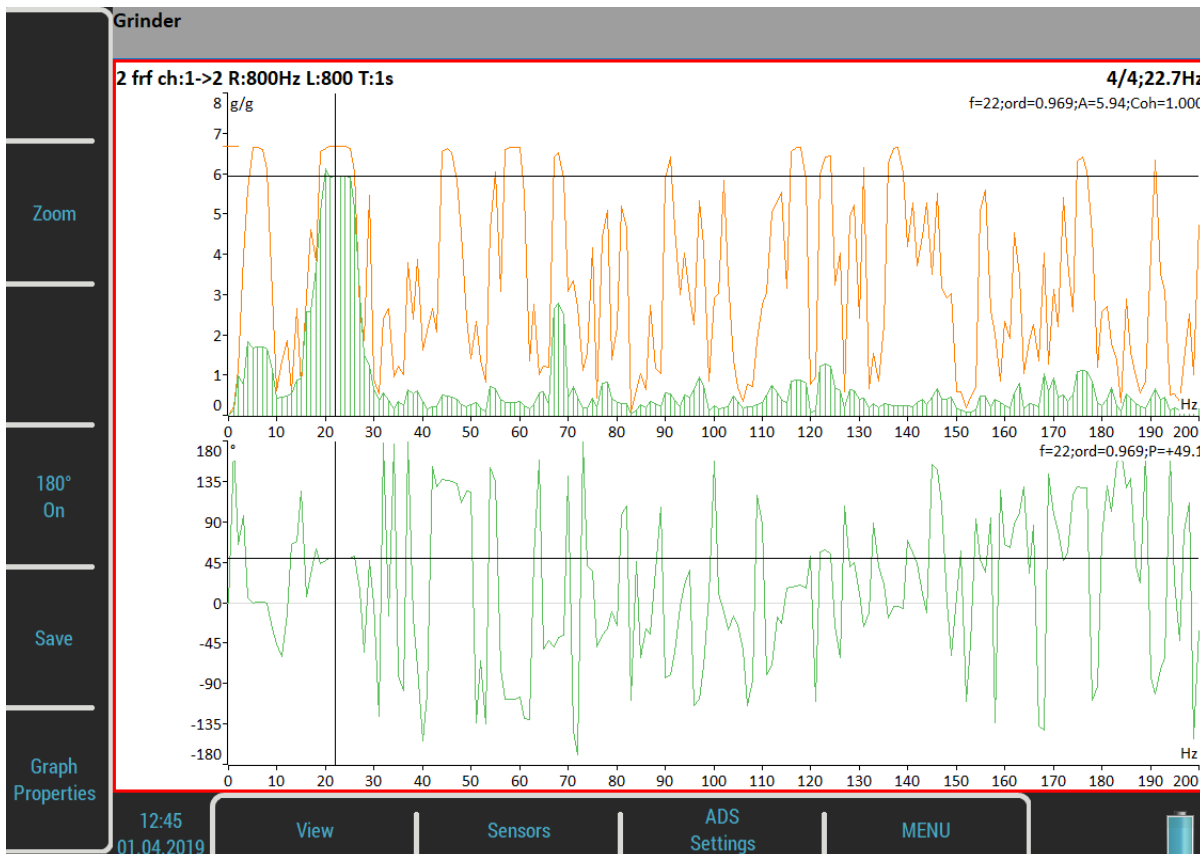 Grinder
2 frf ch:1->2 R:800Hz L:800 T:1s
4/4;22.7Hz
g/g
f=22;ord=0.969;A=5.94;Coh=1.000
8
7
6
5
4
3
2
1
0
Hz
0 10 20 30 40 50 60 70 80 90 100 110 120 130 140 150 160 170 180 190 200
°
f=22;ord=0.969;P=+49.1
180
135
90
45
0
-45
-90
-135
-180
Hz
0 10 20 30 40 50 60 70 80 90 100 110 120 130 140 150 160 170 180 190 200
Zoom
180°
On
Save
Graph
Properties
12:45
01.04.2019
View
Sensors
ADS
Settings
MENU